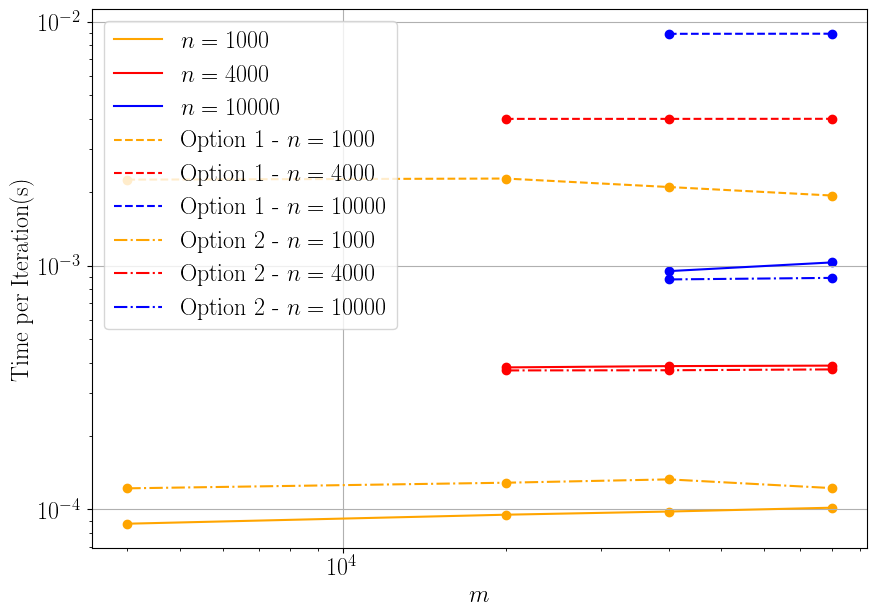 10⁻²
n = 1000
n = 4000
n = 10000
Option 1 - n = 1000
Option 1 - n = 4000
Option 1 - n = 10000
Option 2 - n = 1000
Option 2 - n = 4000
Option 2 - n = 10000
Time per Iteration(s)
10⁻³
10⁻⁴
10⁴
m